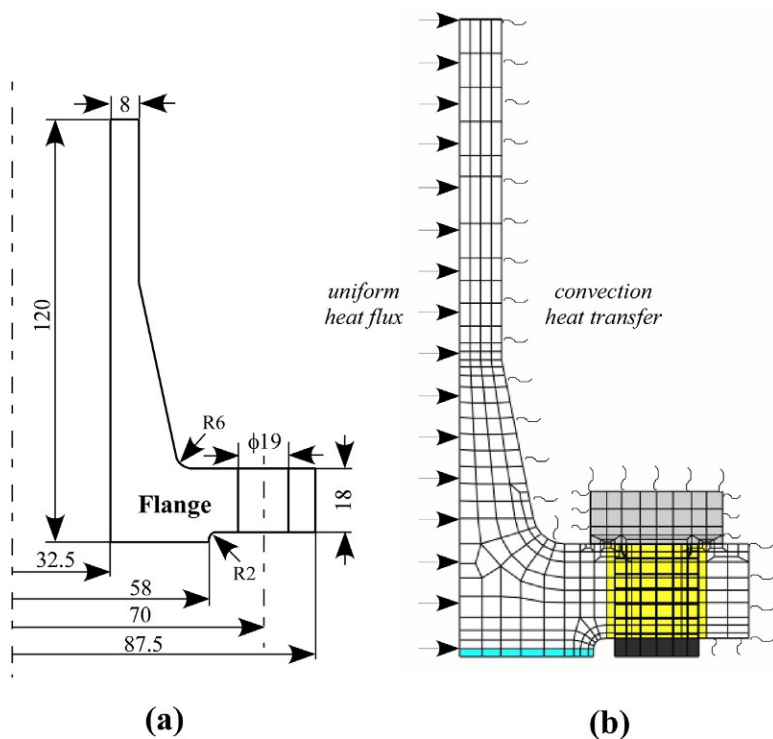 8
120
R6
ϕ19
18
Flange
R2
32.5
58
70
87.5
(a)
uniform
heat flux
convection
heat transfer
(b)